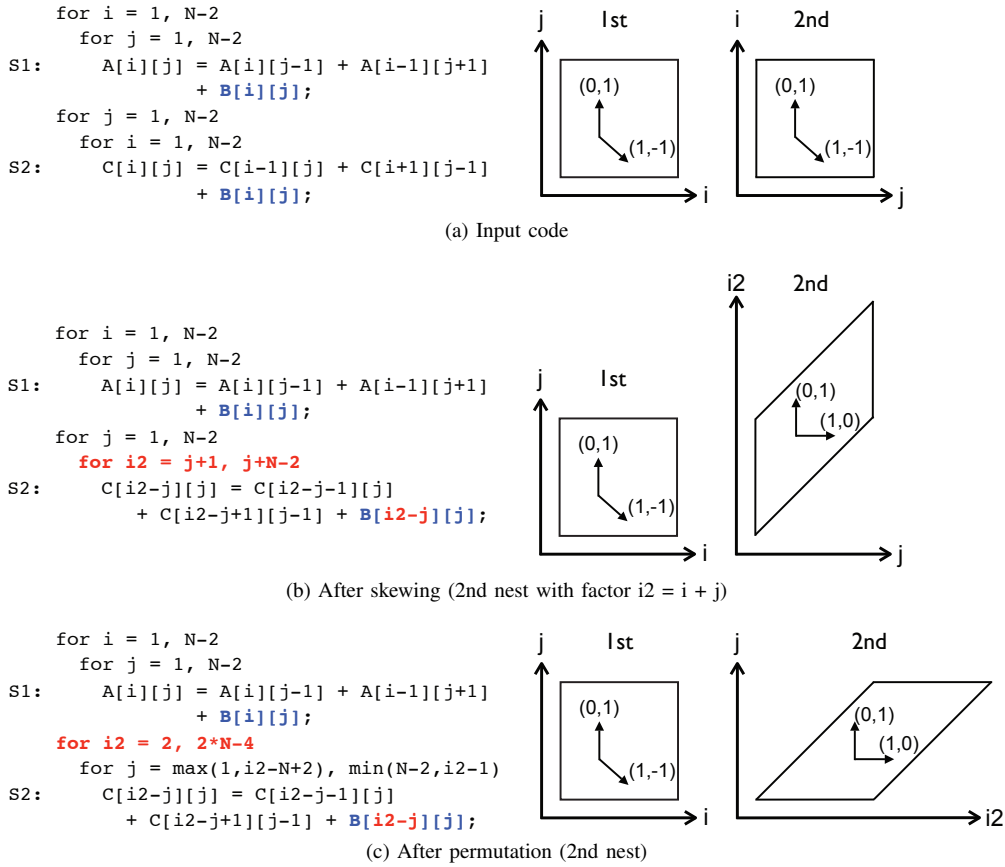 for i = 1, N-2
for j = 1, N-2
S1: A[i][j] = A[i][j-1] + A[i-1][j+1]
+ B[i][j];
for j = 1, N-2
for i = 1, N-2
S2: C[i][j] = C[i-1][j] + C[i+1][j-1]
+ B[i][j];
j 1st
(0,1)
(1,-1)
i
i 2nd
(0,1)
(1,-1)
j
(a) Input code
for i = 1, N-2
for j = 1, N-2
S1: A[i][j] = A[i][j-1] + A[i-1][j+1]
+ B[i][j];
for j = 1, N-2
for i2 = j+1, j+N-2
S2: C[i2-j][j] = C[i2-j-1][j]
+ C[i2-j+1][j-1] + B[i2-j][j];
j 1st
(0,1)
(1,-1)
i
i2 2nd
(0,1)
(1,0)
j
(b) After skewing (2nd nest with factor i2 = i + j)
for i = 1, N-2
for j = 1, N-2
S1: A[i][j] = A[i][j-1] + A[i-1][j+1]
+ B[i][j];
for i2 = 2, 2*N-4
for j = max(1,i2-N+2), min(N-2,i2-1)
S2: C[i2-j][j] = C[i2-j-1][j]
+ C[i2-j+1][j-1] + B[i2-j][j];
j 1st
(0,1)
(1,-1)
i
j 2nd
(0,1)
(1,0)
i2
(c) After permutation (2nd nest)